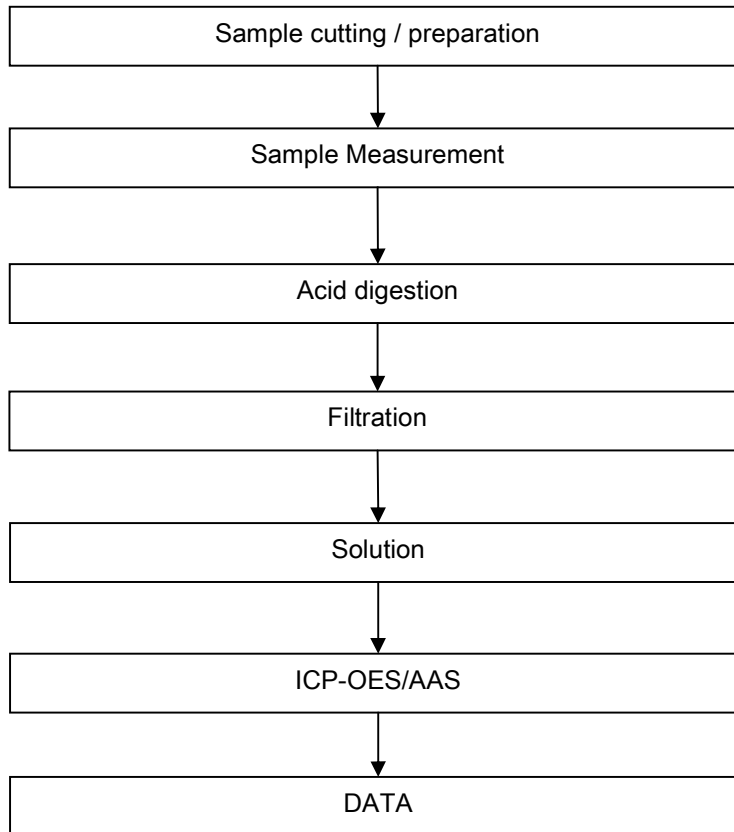 Sample cutting / preparation
Sample Measurement
Acid digestion
Filtration
Solution
ICP-OES/AAS
DATA